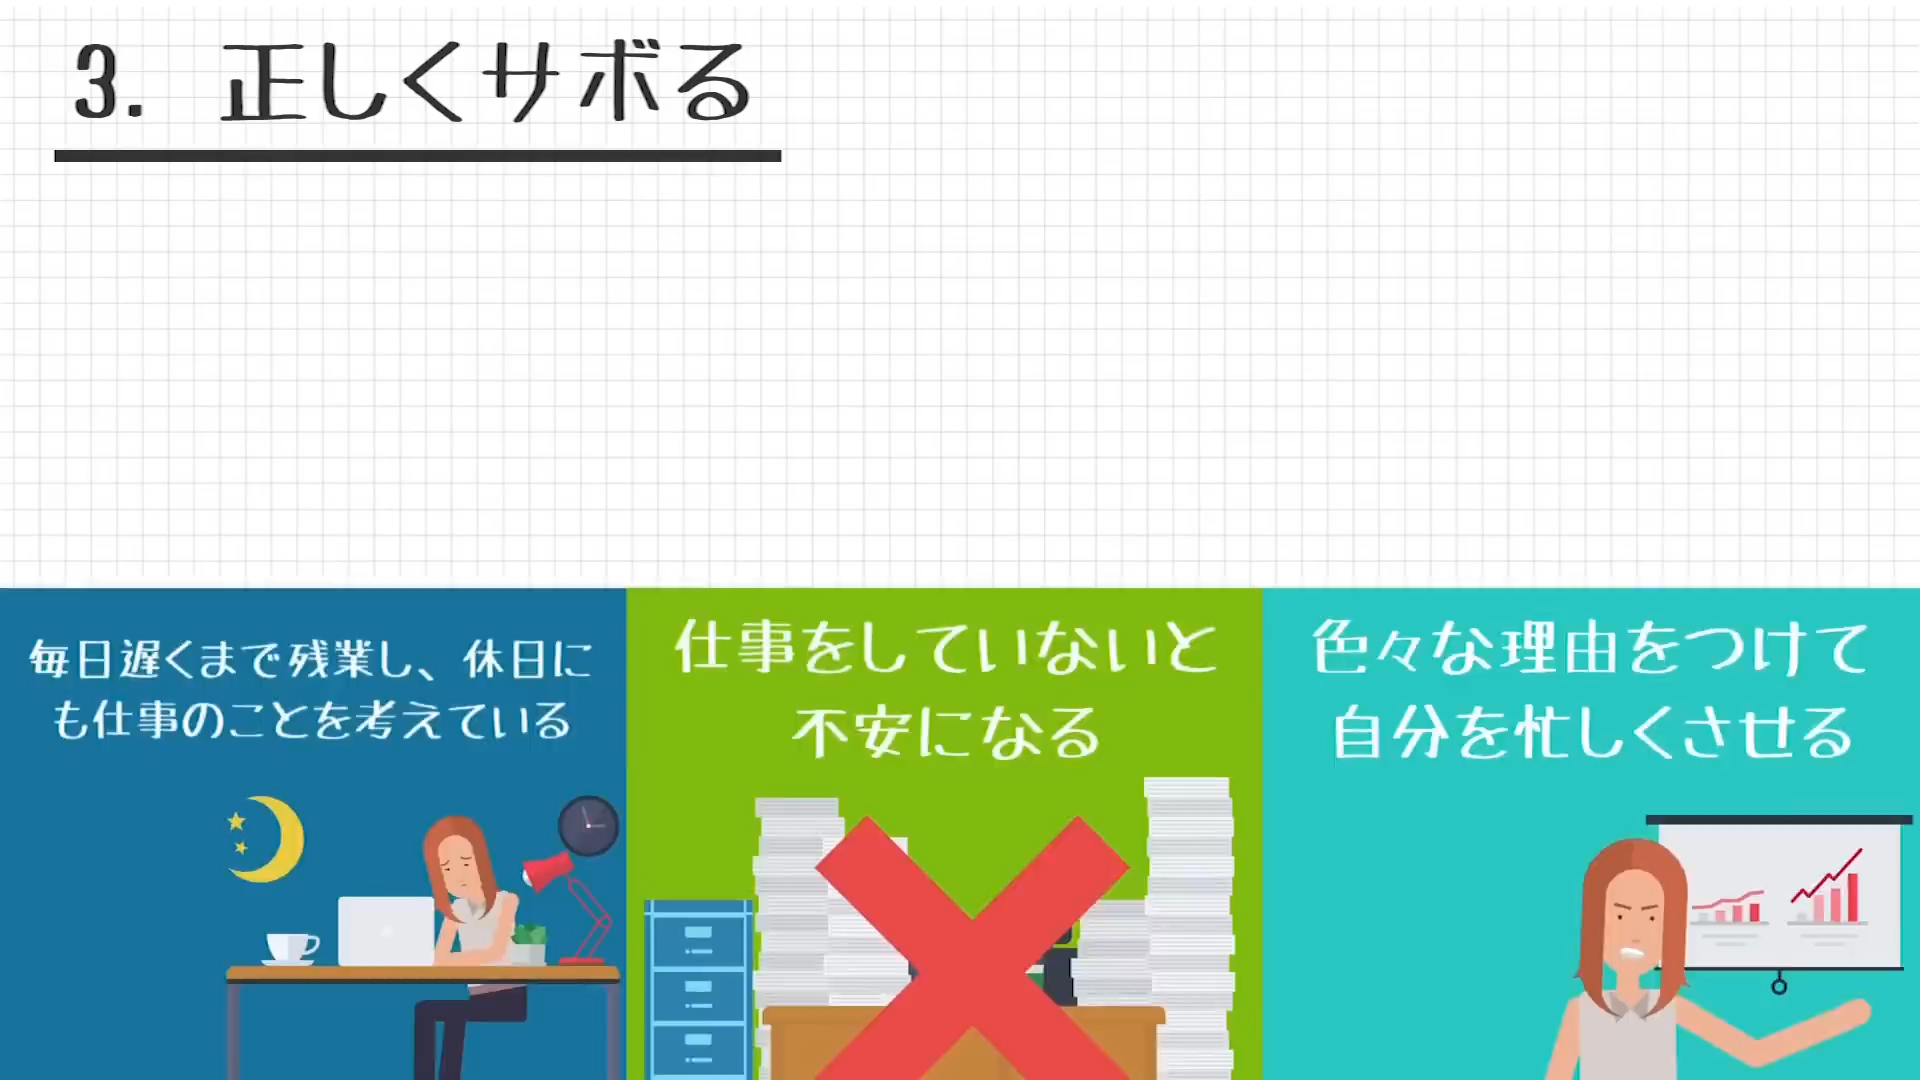 3. 正しくサボる
毎日遅くまで残業し、休日に
も仕事のことを考えている
仕事をしていないと
不安になる
色々な理由をつけて
自分を忙しくさせる